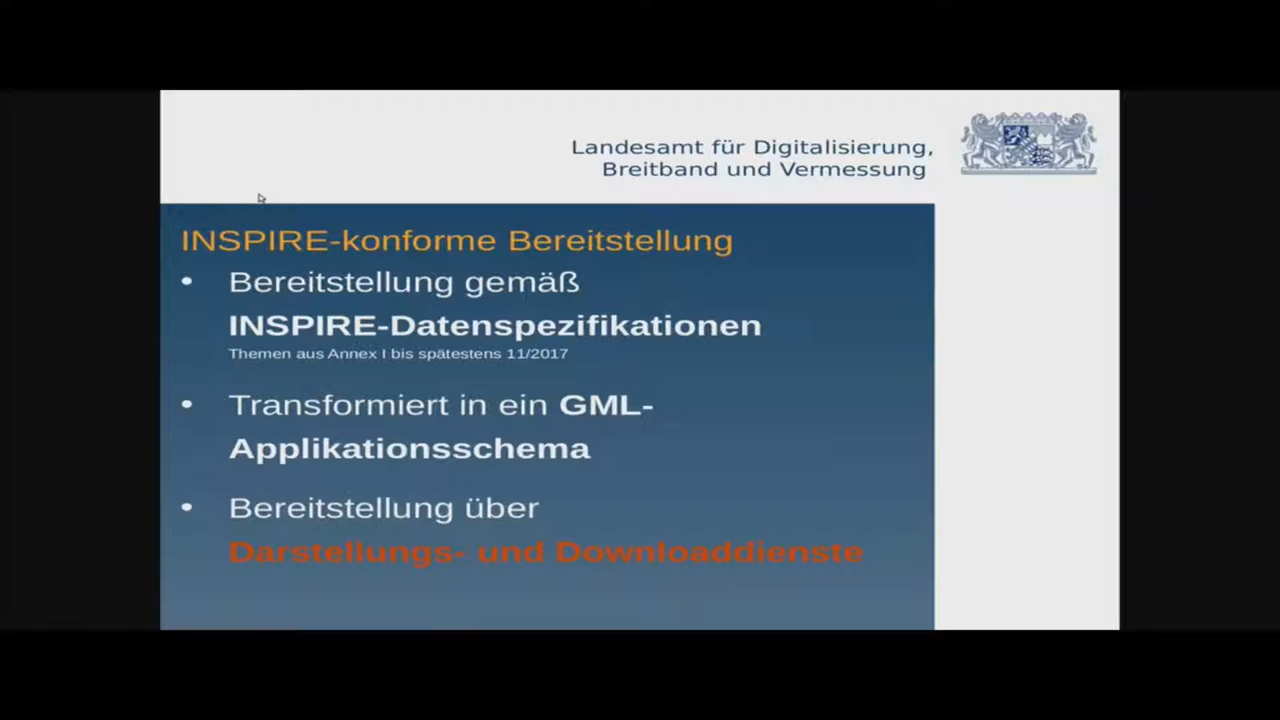 Landesamt für Digitalisierung,
Breitband und Vermessung
INSPIRE-konforme Bereitstellung
• Bereitstellung gemäß
INSPIRE-Datenspezifikationen
Themen aus Annex I bis spätestens 11/2017
• Transformiert in ein GML-
Applikationsschema
• Bereitstellung über
Darstellungs- und Downloaddienste